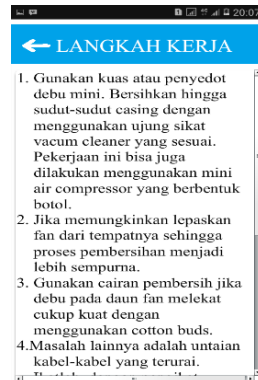 20:07
LANGKAH KERJA
1. Gunakan kuas atau penyedot
debu mini. Bersihkan hingga
sudut-sudut casing dengan
menggunakan ujung sikat
vacum cleaner yang sesuai.
Pekerjaan ini bisa juga
dilakukan menggunakan mini
air compressor yang berbentuk
botol.
2. Jika memungkinkan lepaskan
fan dari tempatnya sehingga
proses pembersihan menjadi
lebih sempurna.
3. Gunakan cairan pembersih jika
debu pada daun fan melekat
cukup kuat dengan
menggunakan cotton buds.
4.Masalah lainnya adalah untaian
kabel-kabel yang terurai.